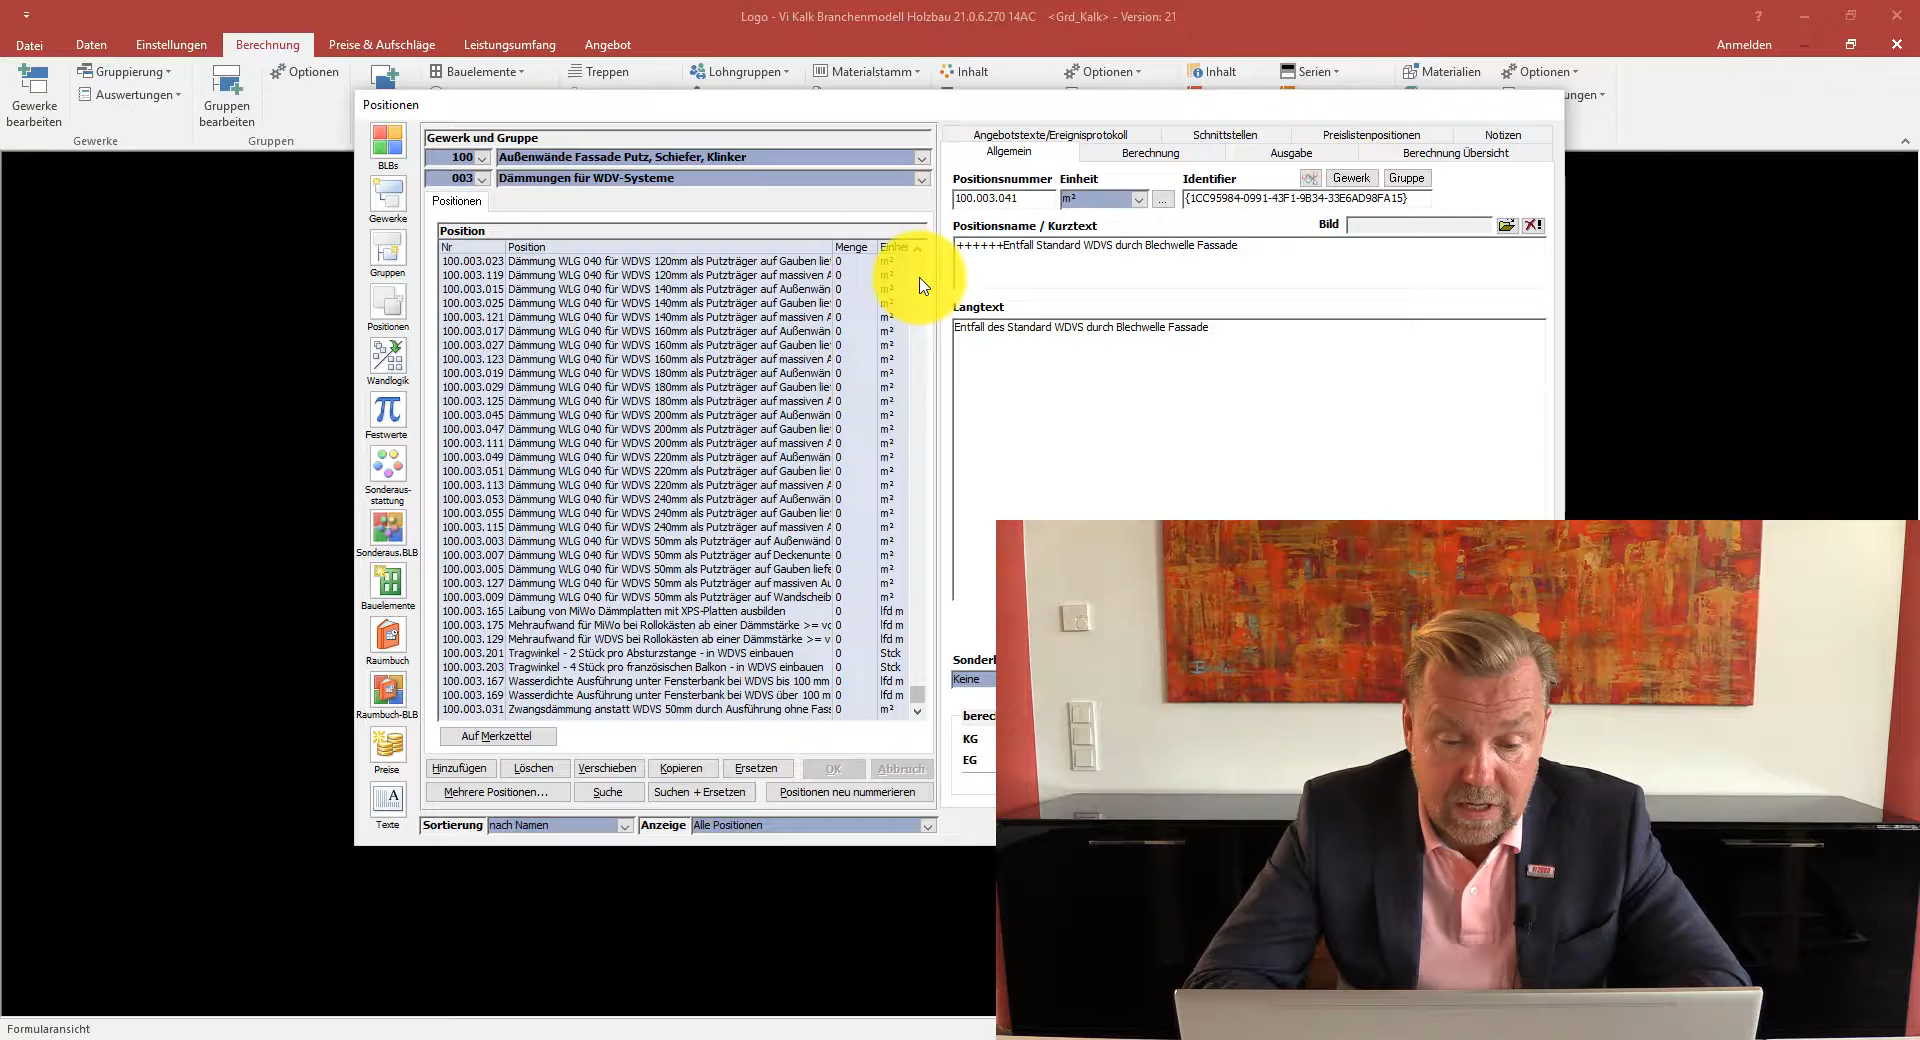 Logo - Vi Kalk Branchenmodell Holzbau 21.0.6.270 14AC <Grd_Kalk> - Version: 21
Datei Daten Einstellungen Berechnung Preise & Aufschläge Leistungsumfang Angebot Anmelden
Gruppierung Optionen Bauelemente Treppen Lohngruppen Materialstamm Inhalt Optionen Inhalt Serien Materialien Optionen
Auswertungen
Gewerke bearbeiten
Gruppen bearbeiten
Gewerke Gruppen
Positionen
BLBs
Gewerke
Gruppen
Positionen
Wandlogik
Festwerte
Sonderaus-
stattung
Sonderaus.BLB
Bauelemente
Raumbuch
Raumbuch-BLB
Preise
Texte
Gewerk und Gruppe
100 Außenwände Fassade Putz, Schiefer, Klinker
003 Dämmungen für WDV-Systeme
Positionen
Position
Nr Position Menge Einhei
100.003.023 Dämmung WLG 040 für WDVS 120mm als Putzträger auf Gauben lief 0 m²
100.003.119 Dämmung WLG 040 für WDVS 120mm als Putzträger auf massiven A 0 m²
100.003.015 Dämmung WLG 040 für WDVS 140mm als Putzträger auf Außenwän 0 m²
100.003.025 Dämmung WLG 040 für WDVS 140mm als Putzträger auf Gauben lief 0 m²
100.003.121 Dämmung WLG 040 für WDVS 140mm als Putzträger auf massiven A 0 m²
100.003.017 Dämmung WLG 040 für WDVS 160mm als Putzträger auf Außenwän 0 m²
100.003.027 Dämmung WLG 040 für WDVS 160mm als Putzträger auf Gauben lief 0 m²
100.003.123 Dämmung WLG 040 für WDVS 160mm als Putzträger auf massiven A 0 m²
100.003.019 Dämmung WLG 040 für WDVS 180mm als Putzträger auf Außenwän 0 m²
100.003.029 Dämmung WLG 040 für WDVS 180mm als Putzträger auf Gauben lief 0 m²
100.003.125 Dämmung WLG 040 für WDVS 180mm als Putzträger auf massiven A 0 m²
100.003.045 Dämmung WLG 040 für WDVS 200mm als Putzträger auf Außenwän 0 m²
100.003.047 Dämmung WLG 040 für WDVS 200mm als Putzträger auf Gauben lief 0 m²
100.003.111 Dämmung WLG 040 für WDVS 200mm als Putzträger auf massiven A 0 m²
100.003.049 Dämmung WLG 040 für WDVS 220mm als Putzträger auf Außenwän 0 m²
100.003.051 Dämmung WLG 040 für WDVS 220mm als Putzträger auf Gauben lief 0 m²
100.003.113 Dämmung WLG 040 für WDVS 220mm als Putzträger auf massiven A 0 m²
100.003.053 Dämmung WLG 040 für WDVS 240mm als Putzträger auf Außenwän 0 m²
100.003.055 Dämmung WLG 040 für WDVS 240mm als Putzträger auf Gauben lief 0 m²
100.003.115 Dämmung WLG 040 für WDVS 240mm als Putzträger auf massiven A 0 m²
100.003.003 Dämmung WLG 040 für WDVS 50mm als Putzträger auf Außenwänd 0 m²
100.003.007 Dämmung WLG 040 für WDVS 50mm als Putzträger auf Deckenunte 0 m²
100.003.005 Dämmung WLG 040 für WDVS 50mm als Putzträger auf Gauben liefe 0 m²
100.003.127 Dämmung WLG 040 für WDVS 50mm als Putzträger auf massiven Au 0 m²
100.003.009 Dämmung WLG 040 für WDVS 50mm als Putzträger auf Wandscheib 0 m²
100.003.165 Laibung von MiWo Dämmplatten mit XPS-Platten ausbilden 0 lfd m
100.003.175 Mehraufwand für MiWo bei Rollokästen ab einer Dämmstärke >= vo 0 lfd m
100.003.129 Mehraufwand für WDVS bei Rollokästen ab einer Dämmstärke >= v 0 lfd m
100.003.201 Tragwinkel - 2 Stück pro Absturzstange - in WDVS einbauen 0 Stck
100.003.203 Tragwinkel - 4 Stück pro französischen Balkon - in WDVS einbauen 0 Stck
100.003.167 Wasserdichte Ausführung unter Fensterbank bei WDVS bis 100 mm 0 lfd m
100.003.169 Wasserdichte Ausführung unter Fensterbank bei WDVS über 100 m 0 lfd m
100.003.031 Zwangsdämmung anstatt WDVS 50mm durch Ausführung ohne Fass 0 m²
Auf Merkzettel
Hinzufügen Löschen Verschieben Kopieren Ersetzen OK Abbruch
Mehrere Positionen... Suche Suchen + Ersetzen Positionen neu nummerieren
Sortierung nach Namen Anzeige Alle Positionen
Angebotstexte/Ereignisprotokoll Schnittstellen Preislistenpositionen Notizen
Allgemein Berechnung Ausgabe Berechnung Übersicht
Positionsnummer Einheit Identifier Gewerk Gruppe
100.003.041 m² ... {1CC95984-0991-43F1-9B34-33E6AD98FA15}
Positionsname / Kurztext Bild
++++++Entfall Standard WDVS durch Blechwelle Fassade
Langtext
Entfall des Standard WDVS durch Blechwelle Fassade
Keine
KG
EG
Formularansicht